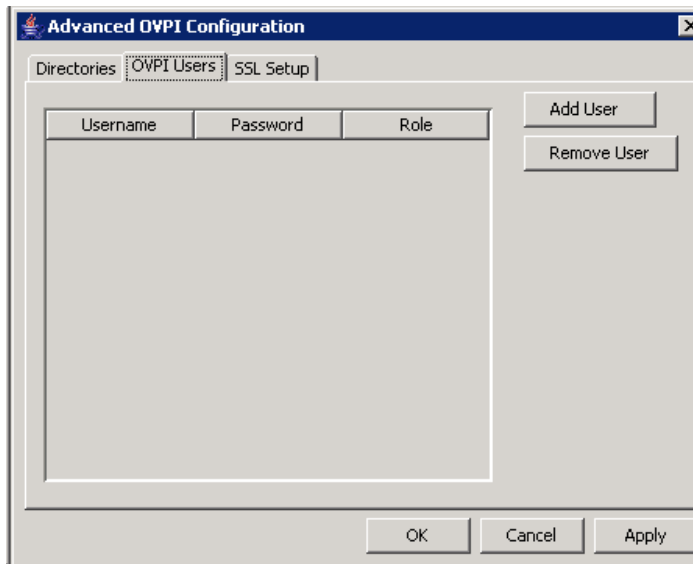 Advanced OVPI Configuration
Directories OVPI Users SSL Setup
Username Password Role
Add User
Remove User
OK Cancel Apply